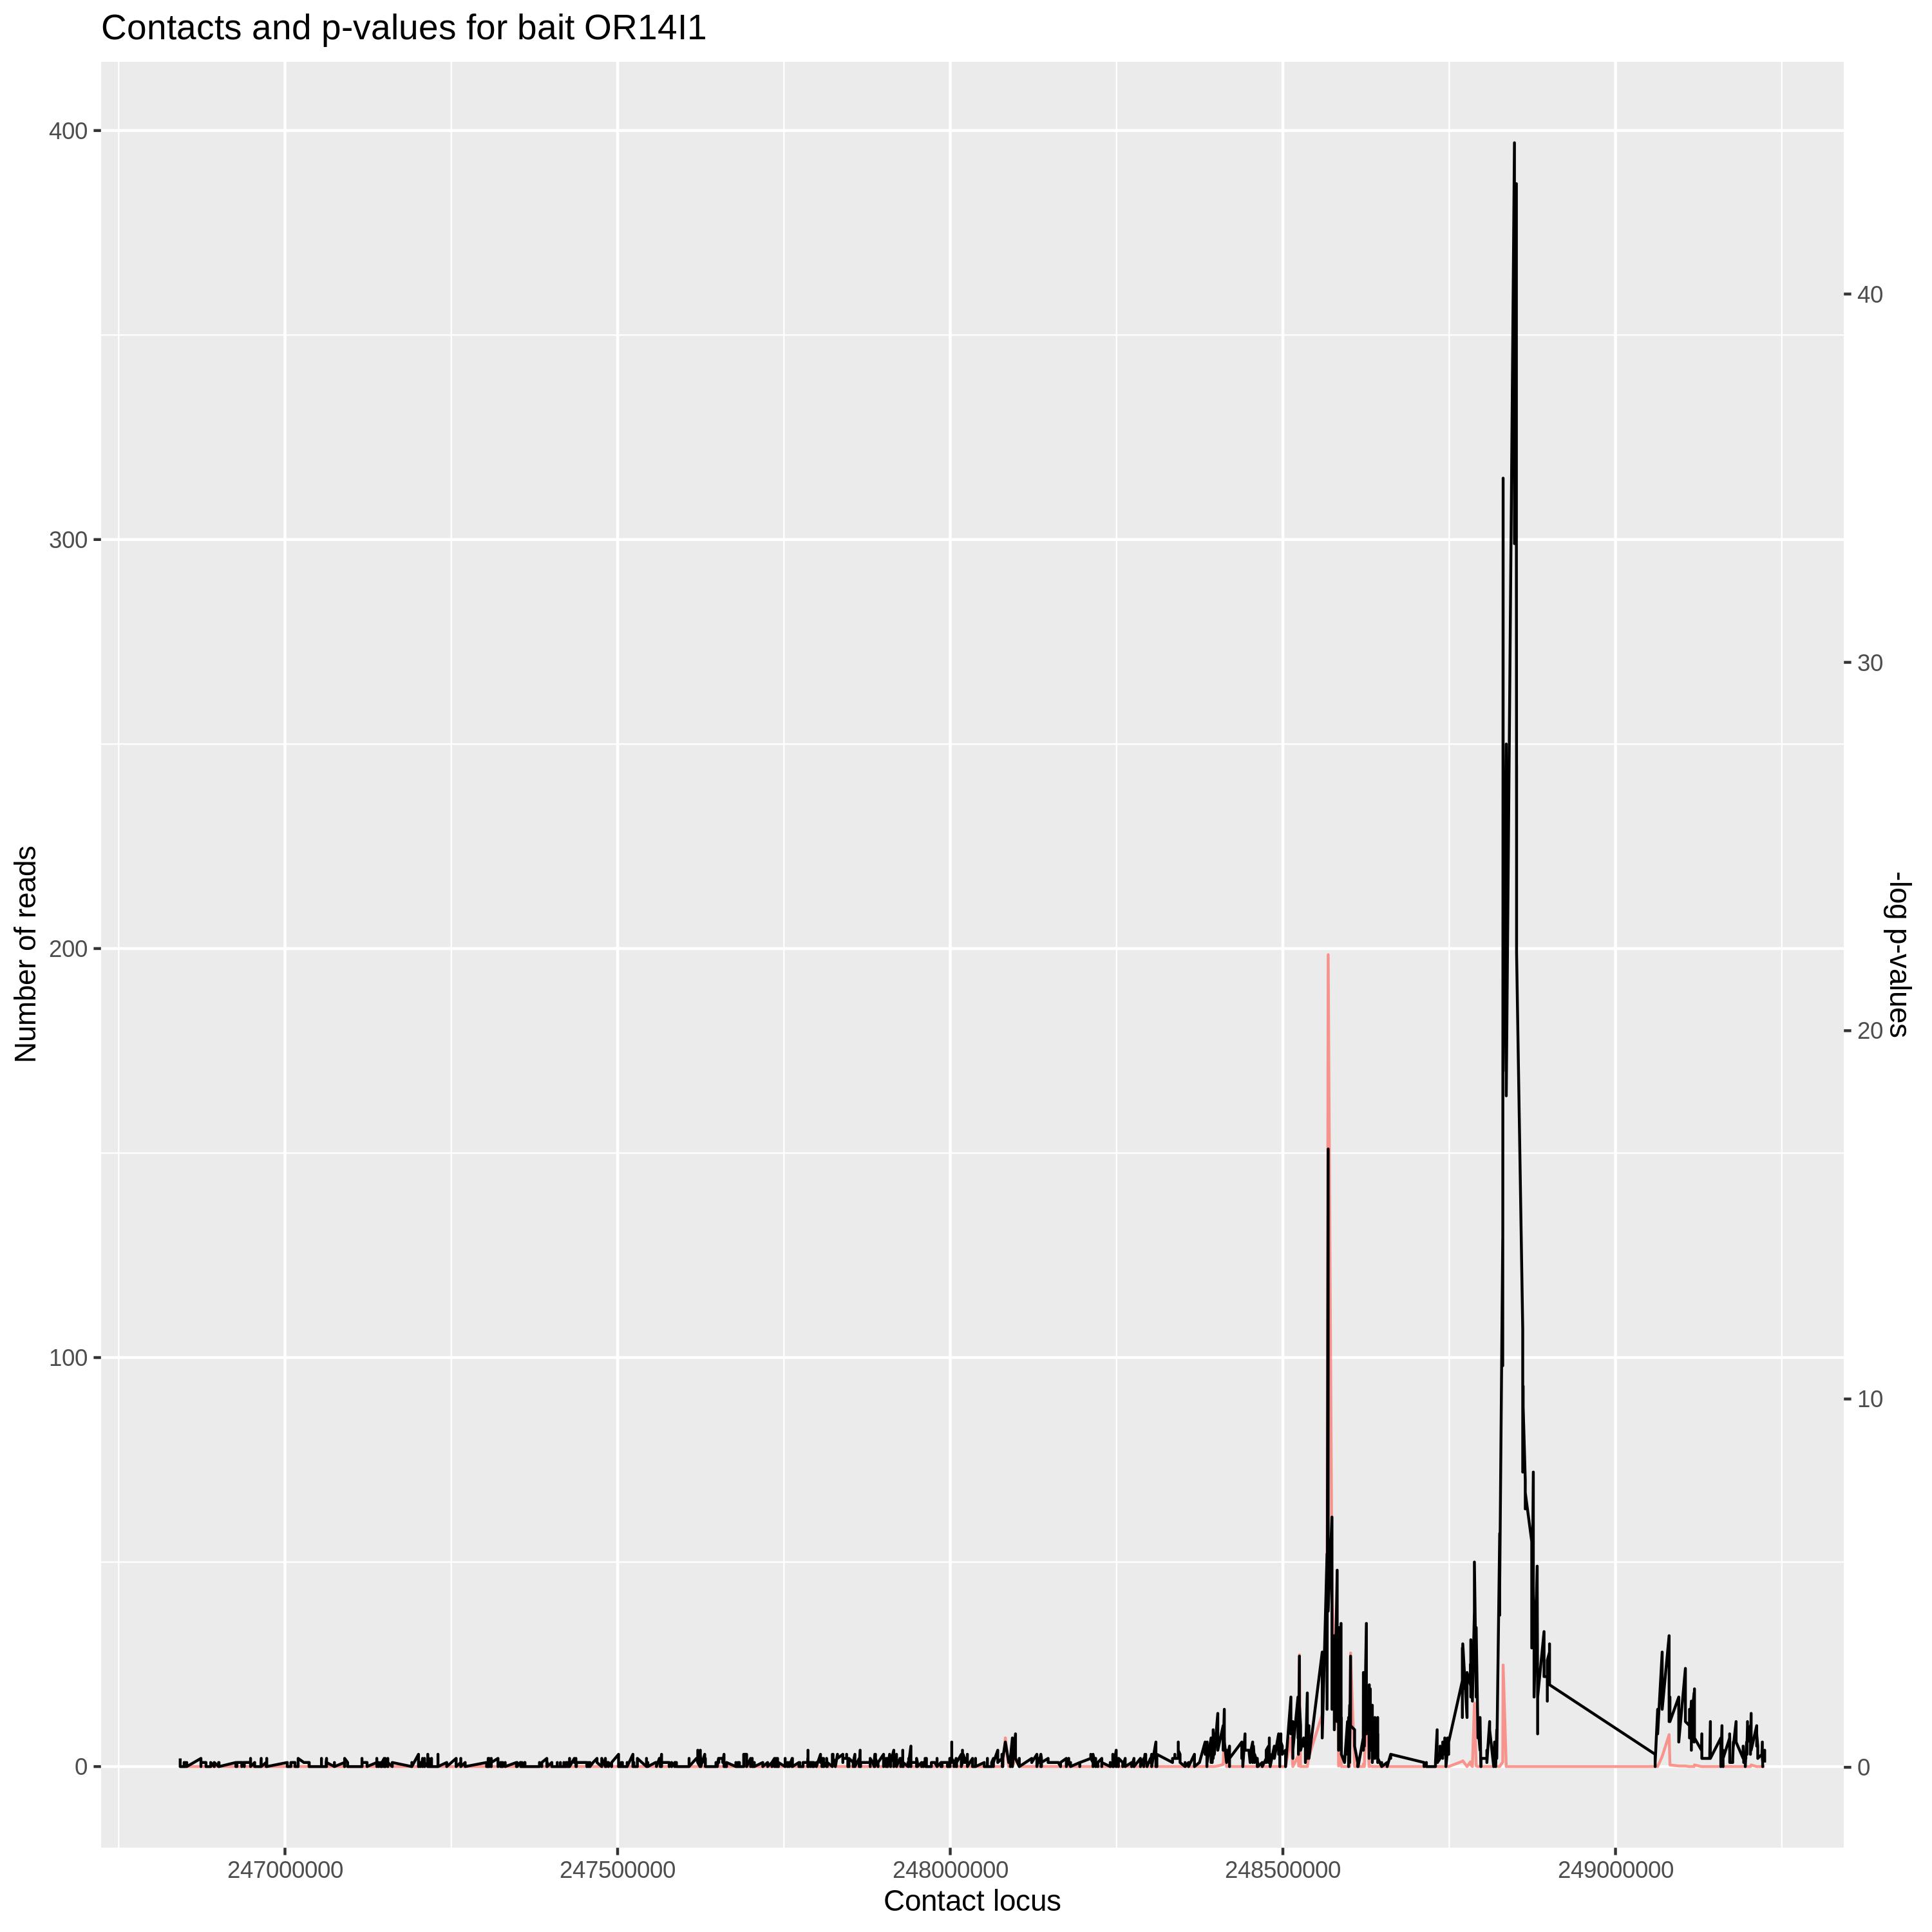 Contacts and p-values for bait OR14I1
400
300
200
100
0
Number of reads
40
30
20
10
0
-log p-values
247000000 247500000 248000000 248500000 249000000
Contact locus